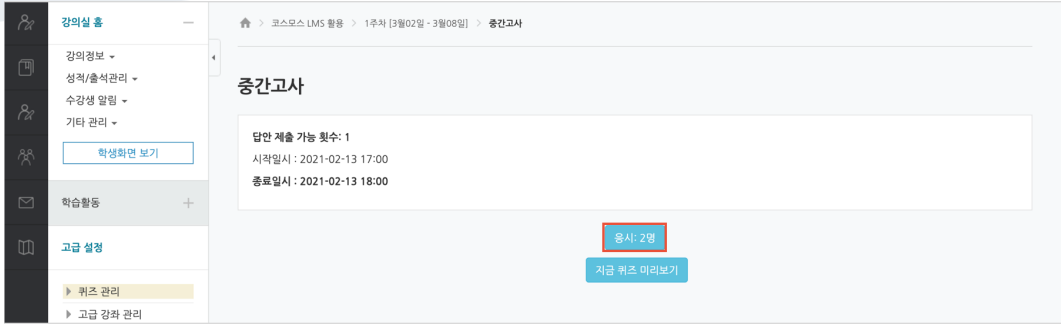 강의실 홈
강의정보
성적/출석관리
수강생 알림
기타 관리
학생화면 보기
학습활동
고급 설정
퀴즈 관리
고급 강좌 관리
코스모스 LMS 활용 > 1주차 [3월02일 - 3월08일] > 중간고사
중간고사
답안 제출 가능 횟수: 1
시작일시 : 2021-02-13 17:00
종료일시 : 2021-02-13 18:00
응시: 2명
지금 퀴즈 미리보기